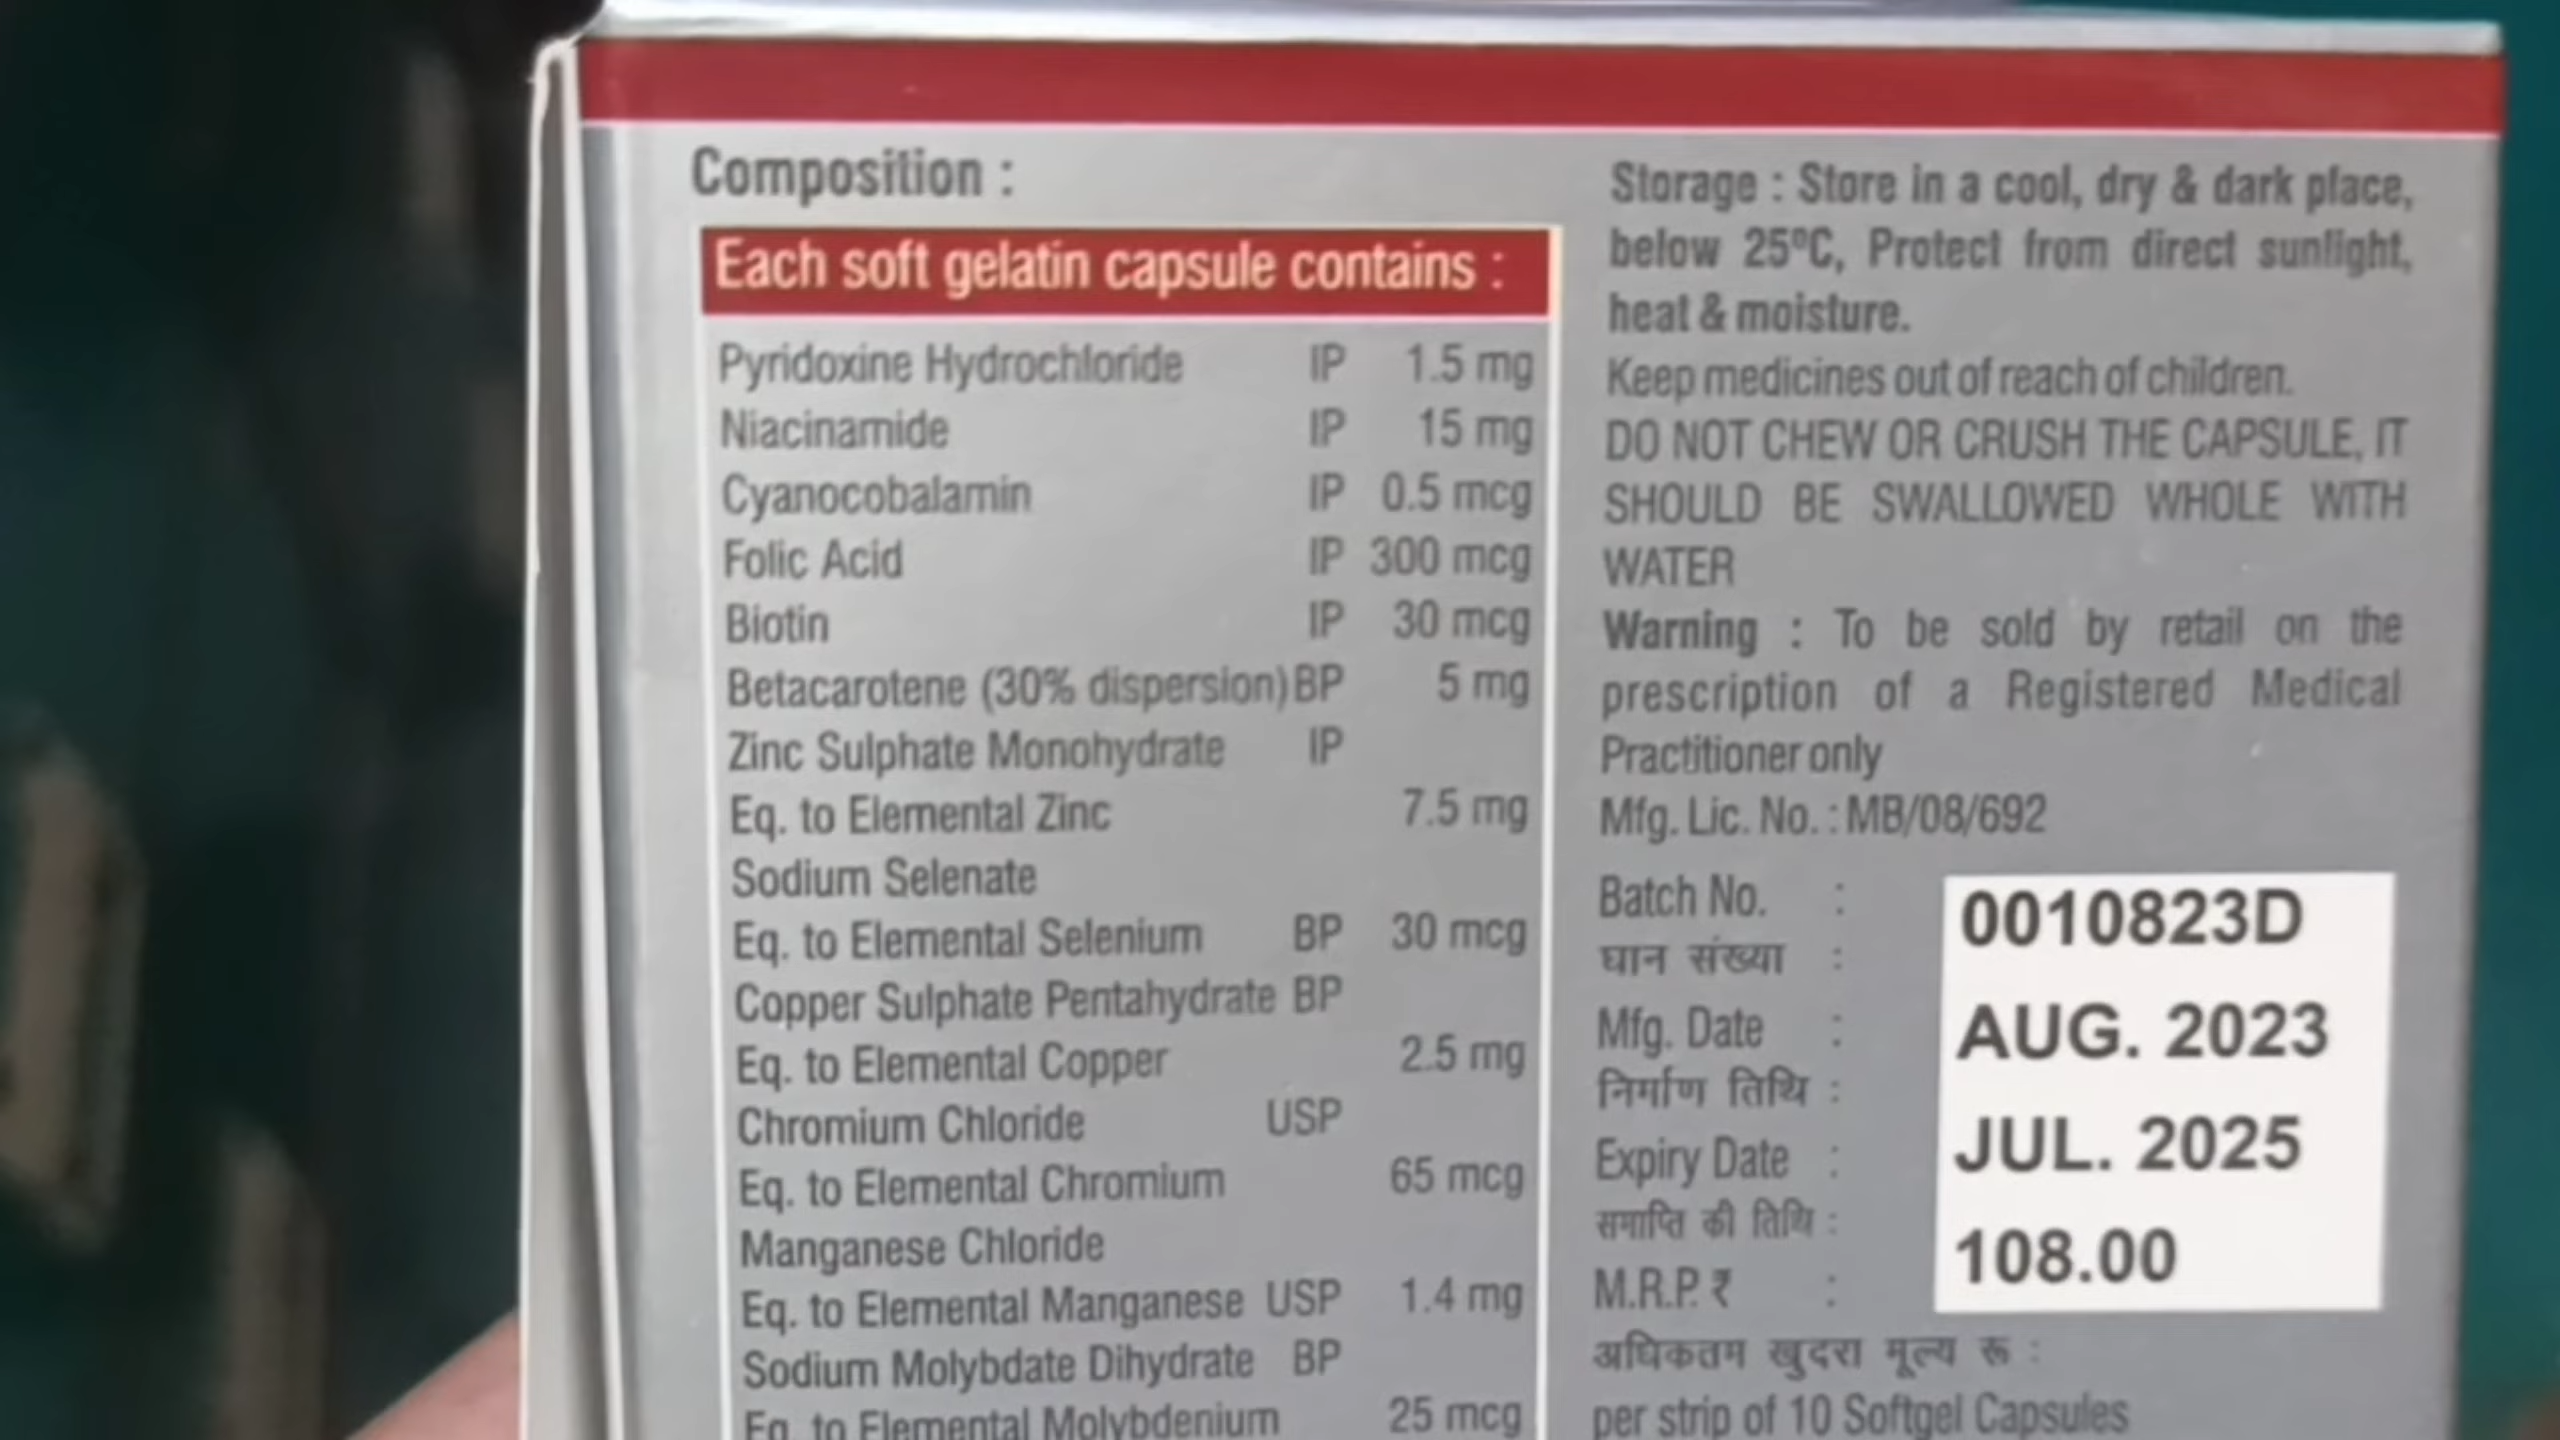 Composition :
Each soft gelatin capsule contains :
Pyridoxine Hydrochloride IP 1.5 mg
Niacinamide IP 15 mg
Cyanocobalamin IP 0.5 mcg
Folic Acid IP 300 mcg
Biotin IP 30 mcg
Betacarotene (30% dispersion) BP 5 mg
Zinc Sulphate Monohydrate IP
Eq. to Elemental Zinc 7.5 mg
Sodium Selenate
Eq. to Elemental Selenium BP 30 mcg
Copper Sulphate Pentahydrate BP
Eq. to Elemental Copper 2.5 mg
Chromium Chloride USP
Eq. to Elemental Chromium 65 mcg
Manganese Chloride
Eq. to Elemental Manganese USP 1.4 mg
Sodium Molybdate Dihydrate BP
Eq. to Elemental Molybdenium 25 mcg
Storage : Store in a cool, dry & dark place,
below 25ºC, Protect from direct sunlight,
heat & moisture.
Keep medicines out of reach of children.
DO NOT CHEW OR CRUSH THE CAPSULE, IT
SHOULD BE SWALLOWED WHOLE WITH
WATER
Warning : To be sold by retail on the
prescription of a Registered Medical
Practitioner only
Mfg. Lic. No. : MB/08/692
Batch No. : 0010823D
घान संख्या :
Mfg. Date : AUG. 2023
निर्माण तिथि :
Expiry Date : JUL. 2025
समाप्ति की तिथि :
M.R.P. ₹ : 108.00
अधिकतम खुदरा मूल्य रू :
per strip of 10 Softgel Capsules